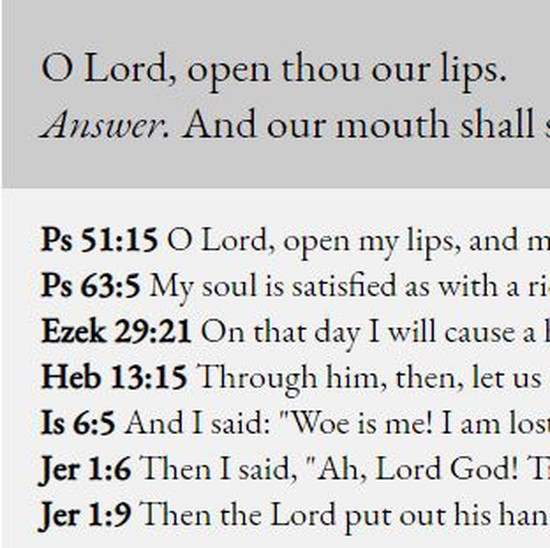 O Lord, open thou our lips.
Answer. And our mouth shall
Ps 51:15 O Lord, open my lips, and
Ps 63:5 My soul is satisfied as with a
Ezek 29:21 On that day I will cause a
Heb 13:15 Through him, then, let us
Is 6:5 And I said: "Woe is me! I am lost
Jer 1:6 Then I said, "Ah, Lord God!
Jer 1:9 Then the Lord put out his